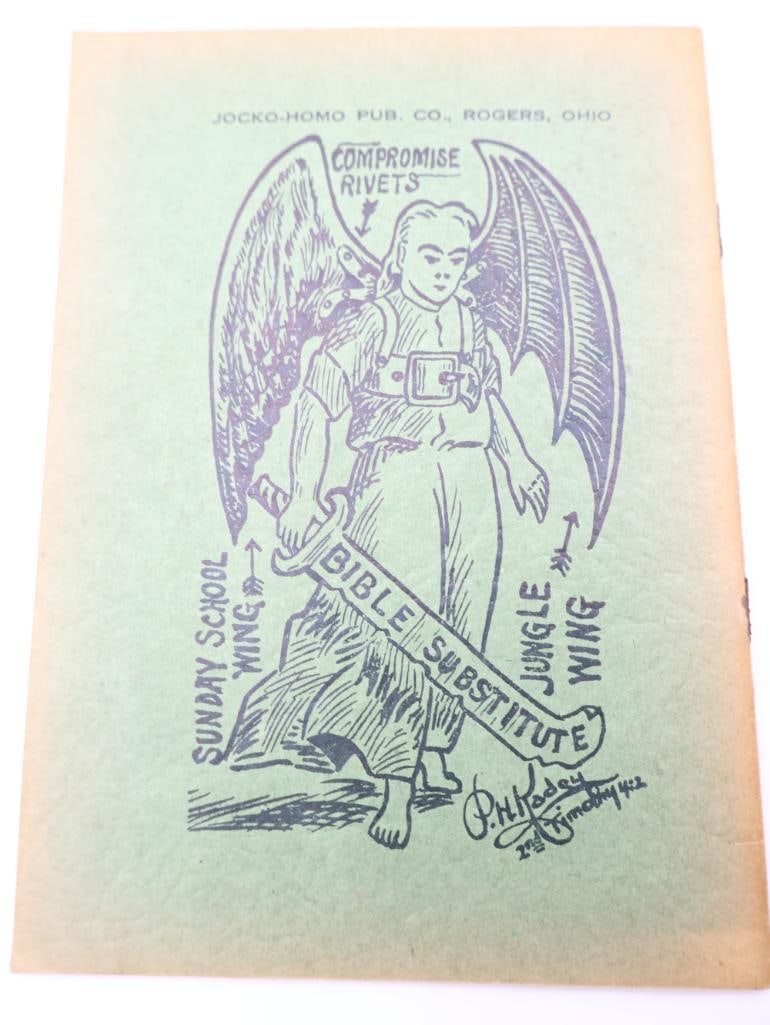 JOCKO-HOMO PUB. CO., ROGERS, OHIO
COMPROMISE
RIVETS
SUNDAY SCHOOL
WING
JUNGLE
WING
BIBLE SUBSTITUTE
P.H. Kadey
2nd Timothy 4:2